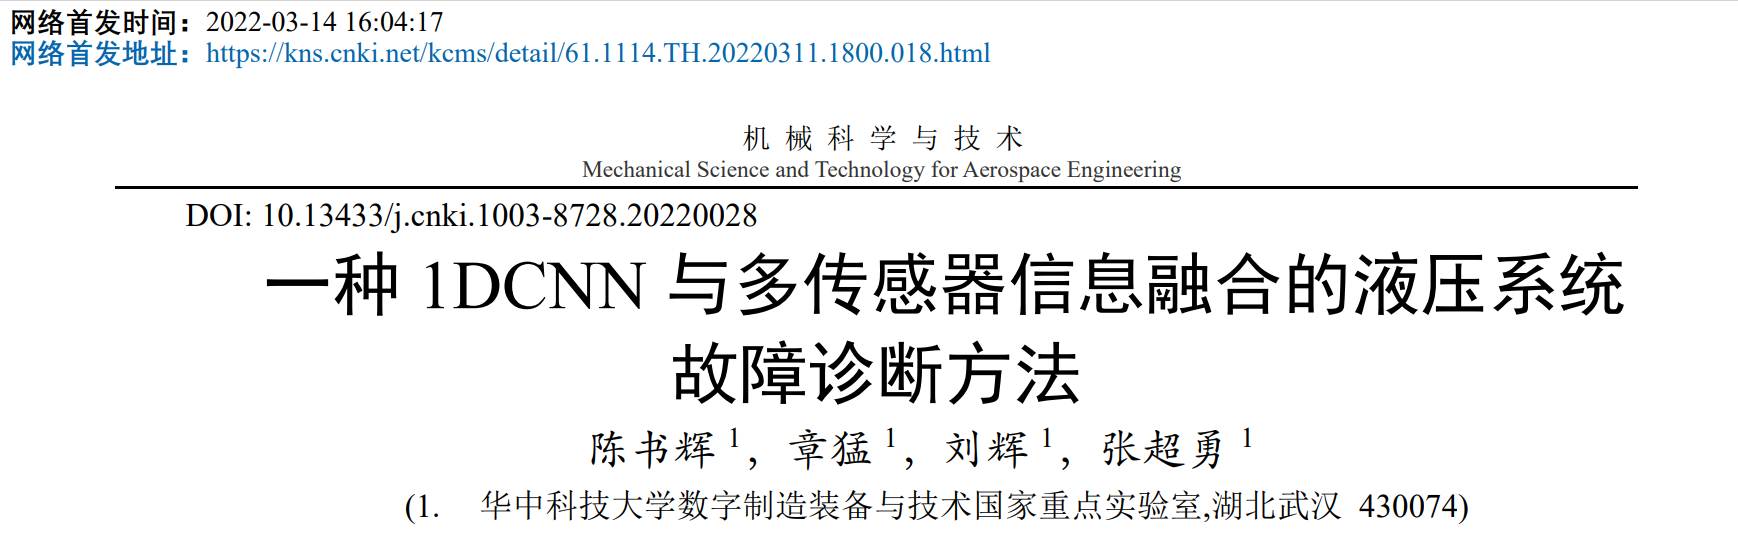 网络首发时间：2022-03-14 16:04:17
网络首发地址：https://kns.cnki.net/kcms/detail/61.1114.TH.20220311.1800.018.html
机械科学与技术
Mechanical Science and Technology for Aerospace Engineering
DOI: 10.13433/j.cnki.1003-8728.20220028
一种 1DCNN 与多传感器信息融合的液压系统
故障诊断方法
陈书辉 1，章猛 1，刘辉 1，张超勇 1
(1. 华中科技大学数字制造装备与技术国家重点实验室,湖北武汉 430074)